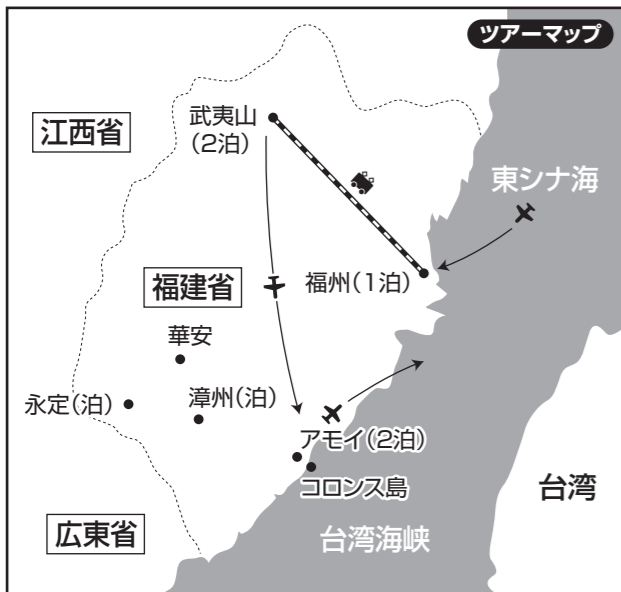 ツアーマップ
武夷山
(2泊)
江西省
東シナ海
福建省
福州(1泊)
華安
永定(泊)
漳州(泊)
アモイ(2泊)
コロンス島
台湾
広東省
台湾海峡